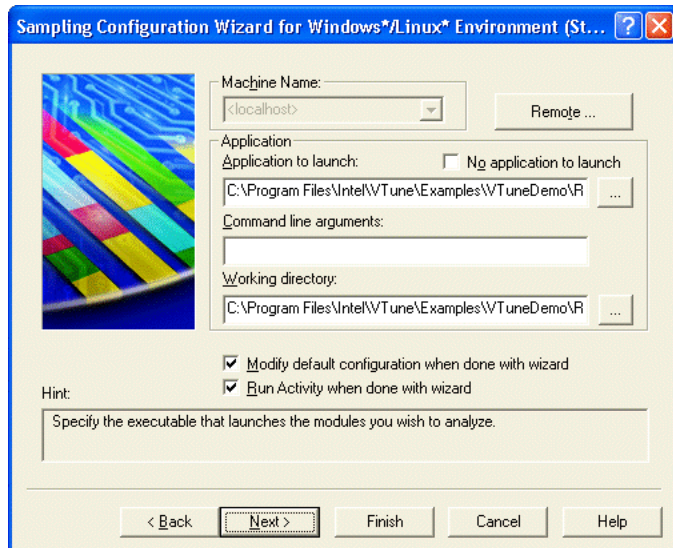 Sampling Configuration Wizard for Windows*/Linux* Environment (St...
Machine Name:
<localhost>
Remote ...
Application
Application to launch:
No application to launch
C:\Program Files\Intel\VTune\Examples\VTuneDemo\R
...
Command line arguments:
Working directory:
C:\Program Files\Intel\VTune\Examples\VTuneDemo\R
...
Modify default configuration when done with wizard
Run Activity when done with wizard
Hint:
Specify the executable that launches the modules you wish to analyze.
< Back
Next >
Finish
Cancel
Help